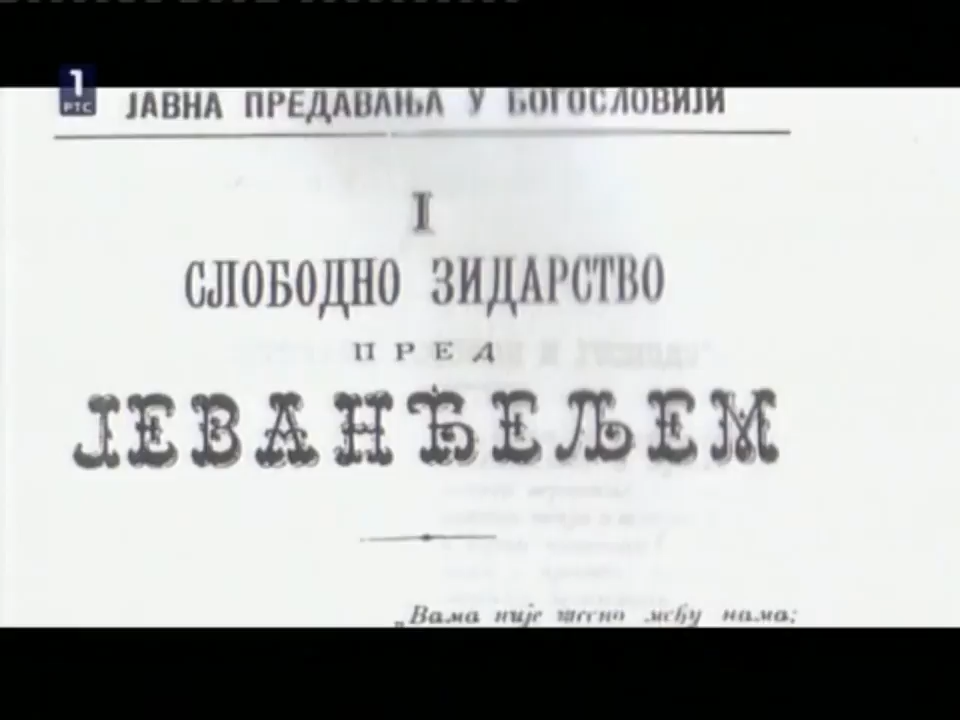 1
РТС
ЈАВНА ПРЕДАВАЊА У БОГОСЛОВИЈИ
I
СЛОБОДНО ЗИДАРСТВО
ПРЕД
ЈЕВАНЂЕЉЕМ
„Вама није тесно међу нама;